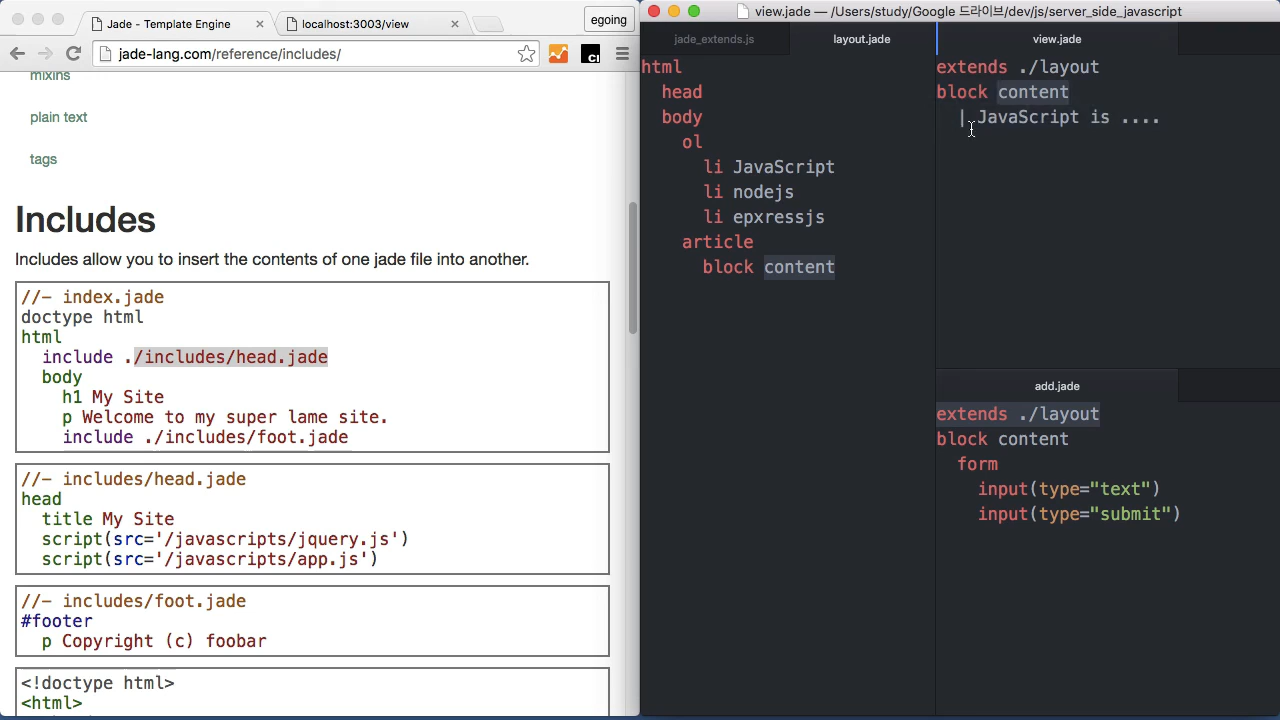 Jade - Template Engine
localhost:3003/view
egoing
jade-lang.com/reference/includes/
mixins
plain text
tags
Includes
Includes allow you to insert the contents of one jade file into another.
//- index.jade
doctype html
html
include ./includes/head.jade
body
h1 My Site
p Welcome to my super lame site.
include ./includes/foot.jade
//- includes/head.jade
head
title My Site
script(src='/javascripts/jquery.js')
script(src='/javascripts/app.js')
//- includes/foot.jade
#footer
p Copyright (c) foobar
<!doctype html>
<html>
view.jade — /Users/study/Google 드라이브/dev/js/server_side_javascript
jade_extends.js
layout.jade
html
head
body
ol
li JavaScript
li nodejs
li epxressjs
article
block content
view.jade
extends ./layout
block content
| JavaScript is ....
add.jade
extends ./layout
block content
form
input(type="text")
input(type="submit")